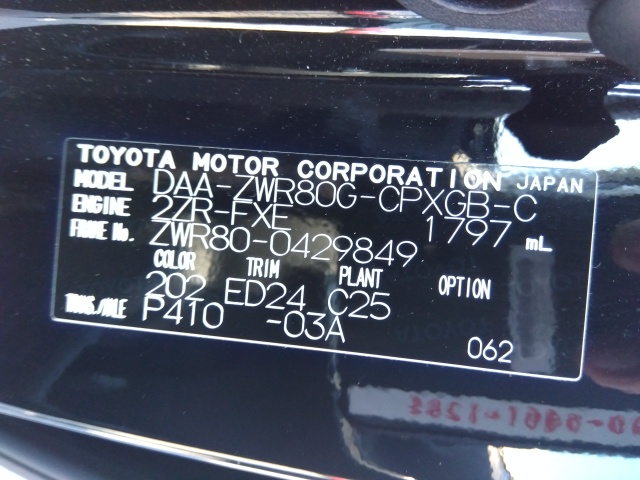 TOYOTA MOTOR CORPORATION JAPAN
MODEL DAA-ZWR80G-CPXGB-C
ENGINE 2ZR-FXE 1797 mL
FRAME No. ZWR80-0429849
COLOR TRIM PLANT OPTION
202 ED24 C25
TRANS./AXLE P410 -03A
062